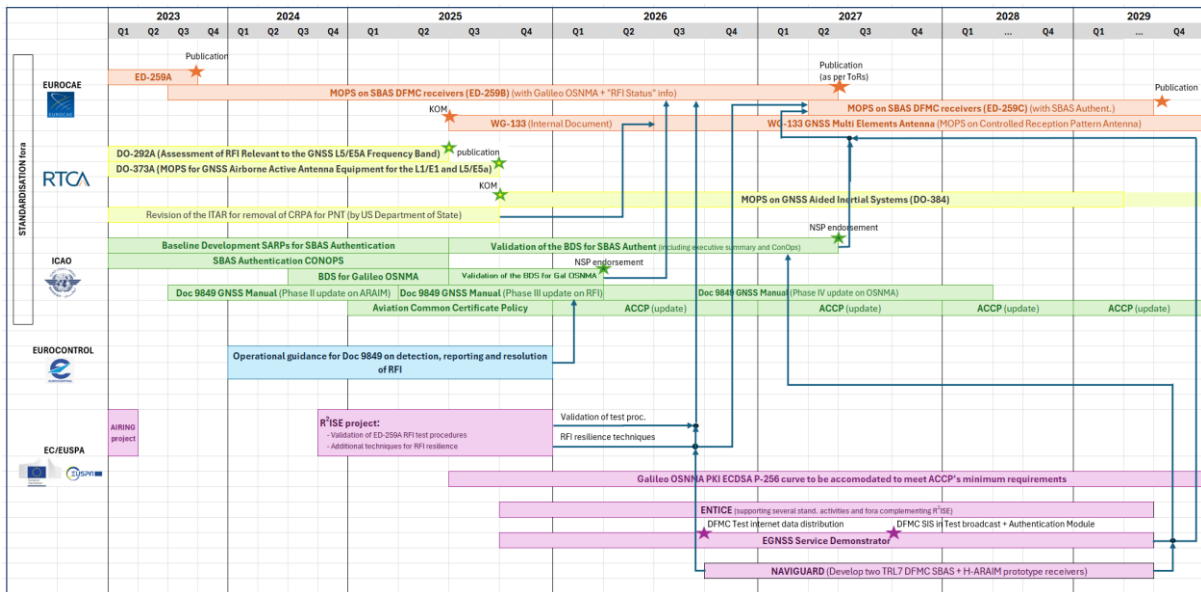 2023 2024 2025 2026 2027 2028 2029
Q1 Q2 Q3 Q4 Q1 Q2 Q3 Q4 Q1 Q2 Q3 Q4 Q1 Q2 Q3 Q4 Q1 Q2 Q3 Q4 Q1 ... Q4 Q1 ... Q4
STANDARDISATION fora
EUROCAE
Publication
ED-259A
Publication
(as per ToRs)
MOPS on SBAS DFMC receivers (ED-259B) (with Galileo OSNMA + "RFI Status" info)
Publication
MOPS on SBAS DFMC receivers (ED-259C) (with SBAS Authent.)
KOM
WG-133 (Internal Document)
WG-133 GNSS Multi Elements Antenna (MOPS on Controlled Reception Pattern Antenna)
RTCA
DO-292A (Assessment of RFI Relevant to the GNSS L5/E5A Frequency Band)
publication
DO-373A (MOPS for GNSS Airborne Active Antenna Equipment for the L1/E1 and L5/E5a)
KOM
MOPS on GNSS Aided Inertial Systems (DO-384)
Revision of the ITAR for removal of CRPA for PNT (by US Department of State)
ICAO
NSP endorsement
Baseline Development SARPs for SBAS Authentication
Validation of the BDS for SBAS Authent (including executive summary and ConOps)
SBAS Authentication CONOPS
NSP endorsement
BDS for Galileo OSNMA
Validation of the BDS for Gal OSNMA
Doc 9849 GNSS Manual (Phase II update on ARAIM)
Doc 9849 GNSS Manual (Phase III update on RFI)
Doc 9849 GNSS Manual (Phase IV update on OSNMA)
Aviation Common Certificate Policy
ACCP (update)
ACCP (update)
ACCP (update)
ACCP (update)
EUROCONTROL
Operational guidance for Doc 9849 on detection, reporting and resolution
of RFI
EC/EUSPA
EUSPA
AIRING
project
R²ISE project:
- Validation of ED-259A RFI test procedures
- Additional techniques for RFI resilience
Validation of test proc.
RFI resilience techniques
Galileo OSNMA PKI ECDSA P-256 curve to be accomodated to meet ACCP's minimum requirements
ENTICE (supporting several stand. activities and fora complementing R²ISE)
DFMC Test internet data distribution
DFMC SIS in Test broadcast + Authentication Module
EGNSS Service Demonstrator
NAVIGUARD (Develop two TRL7 DFMC SBAS + H-ARAIM prototype receivers)